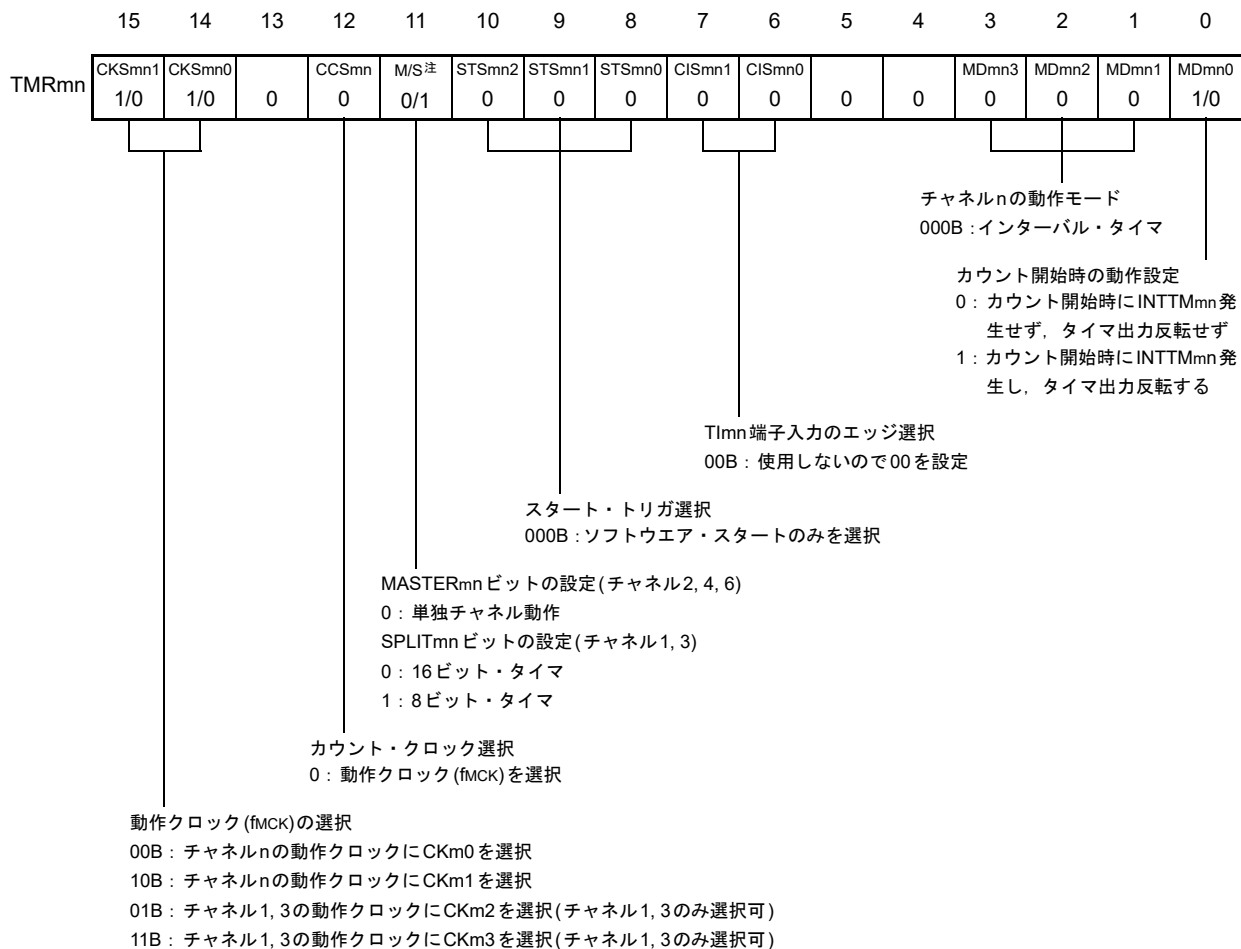 15 14 13 12 11 10 9 8 7 6 5 4 3 2 1 0
TMRmn
CKSmn1 CKSmn0 CCSmn M/S注 STSmn2 STSmn1 STSmn0 CISmn1 CISmn0 MDmn3 MDmn2 MDmn1 MDmn0
1/0 1/0 0 0 0/1 0 0 0 0 0 0 0 0 0 0 1/0
チャネルnの動作モード
000B：インターバル・タイマ
カウント開始時の動作設定
0：カウント開始時にINTTMmn発
生せず，タイマ出力反転せず
1：カウント開始時にINTTMmn発
生し，タイマ出力反転する
TImn端子入力のエッジ選択
00B：使用しないので00を設定
スタート・トリガ選択
000B：ソフトウエア・スタートのみを選択
MASTERmnビットの設定(チャネル2, 4, 6)
0：単独チャネル動作
SPLITmnビットの設定(チャネル1, 3)
0：16ビット・タイマ
1：8ビット・タイマ
カウント・クロック選択
0：動作クロック(fMCK)を選択
動作クロック(fMCK)の選択
00B：チャネルnの動作クロックにCKm0を選択
10B：チャネルnの動作クロックにCKm1を選択
01B：チャネル1, 3の動作クロックにCKm2を選択(チャネル1, 3のみ選択可)
11B：チャネル1, 3の動作クロックにCKm3を選択(チャネル1, 3のみ選択可)